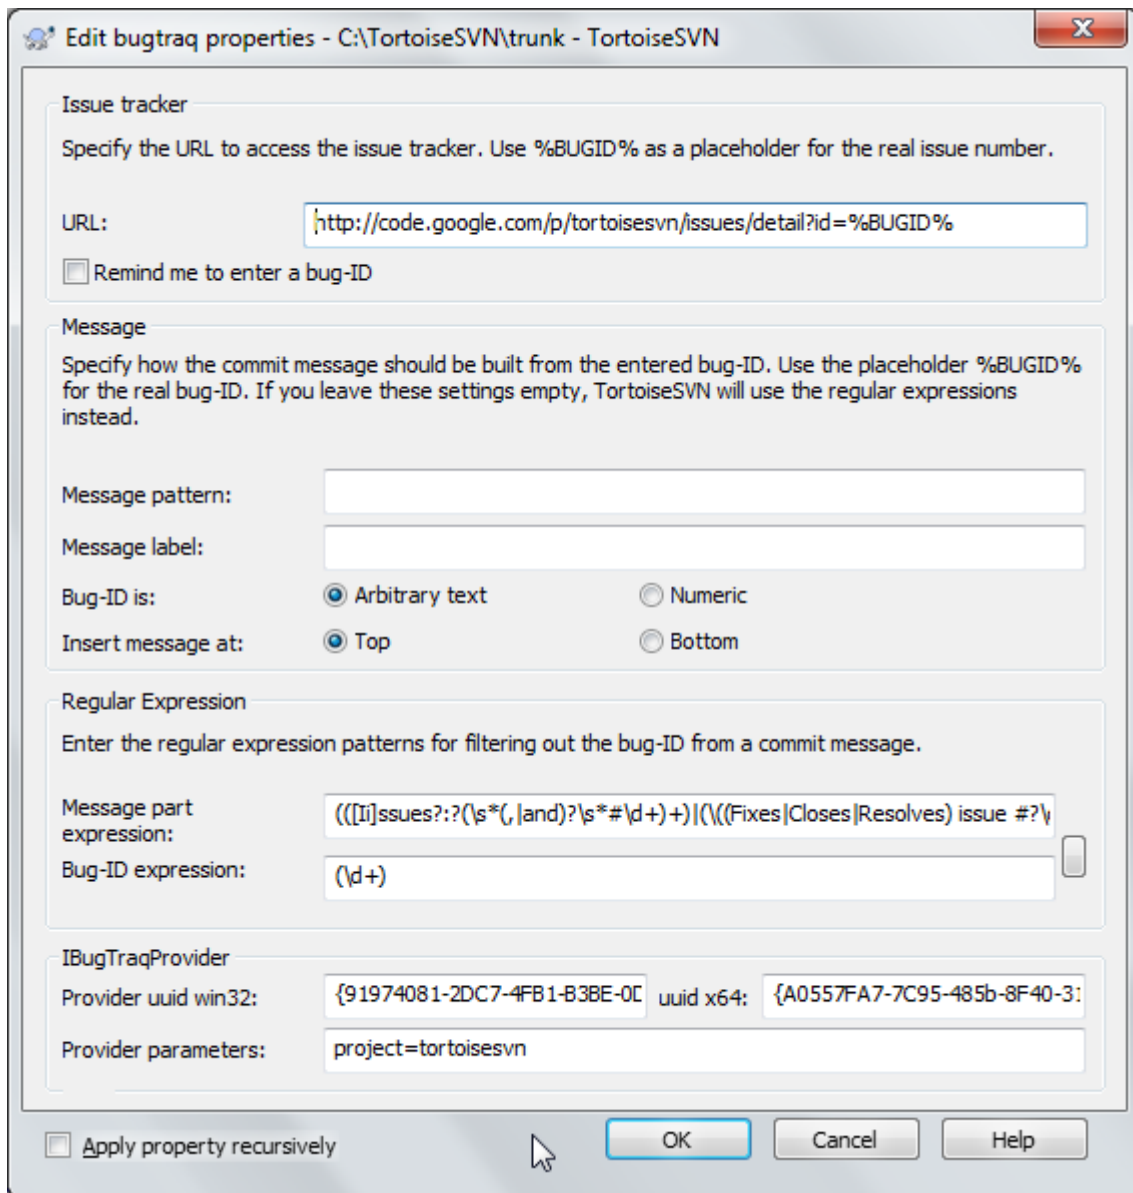 Edit bugtraq properties - C:\TortoiseSVN\trunk - TortoiseSVN
Issue tracker
Specify the URL to access the issue tracker. Use %BUGID% as a placeholder for the real issue number.
URL: http://code.google.com/p/tortoisesvn/issues/detail?id=%BUGID%
Remind me to enter a bug-ID
Message
Specify how the commit message should be built from the entered bug-ID. Use the placeholder %BUGID%
for the real bug-ID. If you leave these settings empty, TortoiseSVN will use the regular expressions
instead.
Message pattern:
Message label:
Bug-ID is: Arbitrary text Numeric
Insert message at: Top Bottom
Regular Expression
Enter the regular expression patterns for filtering out the bug-ID from a commit message.
Message part
expression:
(([Ii]ssues?:?(\s*(,|and)?\s*#\d+)+)|(\((Fixes|Closes|Resolves) issue #?\
Bug-ID expression: (\d+)
IBugTraqProvider
Provider uuid win32: {91974081-2DC7-4FB1-B3BE-0D uuid x64: {A0557FA7-7C95-485b-8F40-31
Provider parameters: project=tortoisesvn
Apply property recursively OK Cancel Help